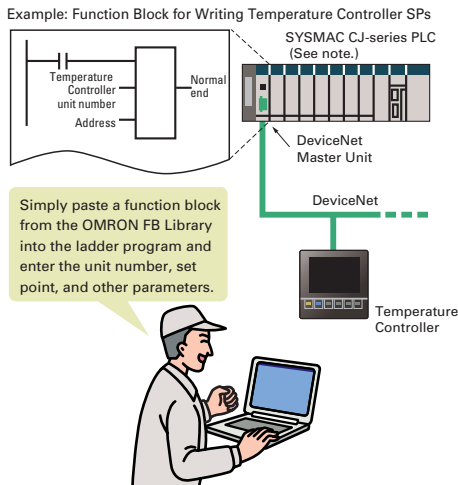 Example: Function Block for Writing Temperature Controller SPs
SYSMAC CJ-series PLC
(See note.)
Temperature
Controller
unit number
Address
Normal
end
DeviceNet
Master Unit
DeviceNet
Simply paste a function block
from the OMRON FB Library
into the ladder program and
enter the unit number, set
point, and other parameters.
Temperature
Controller